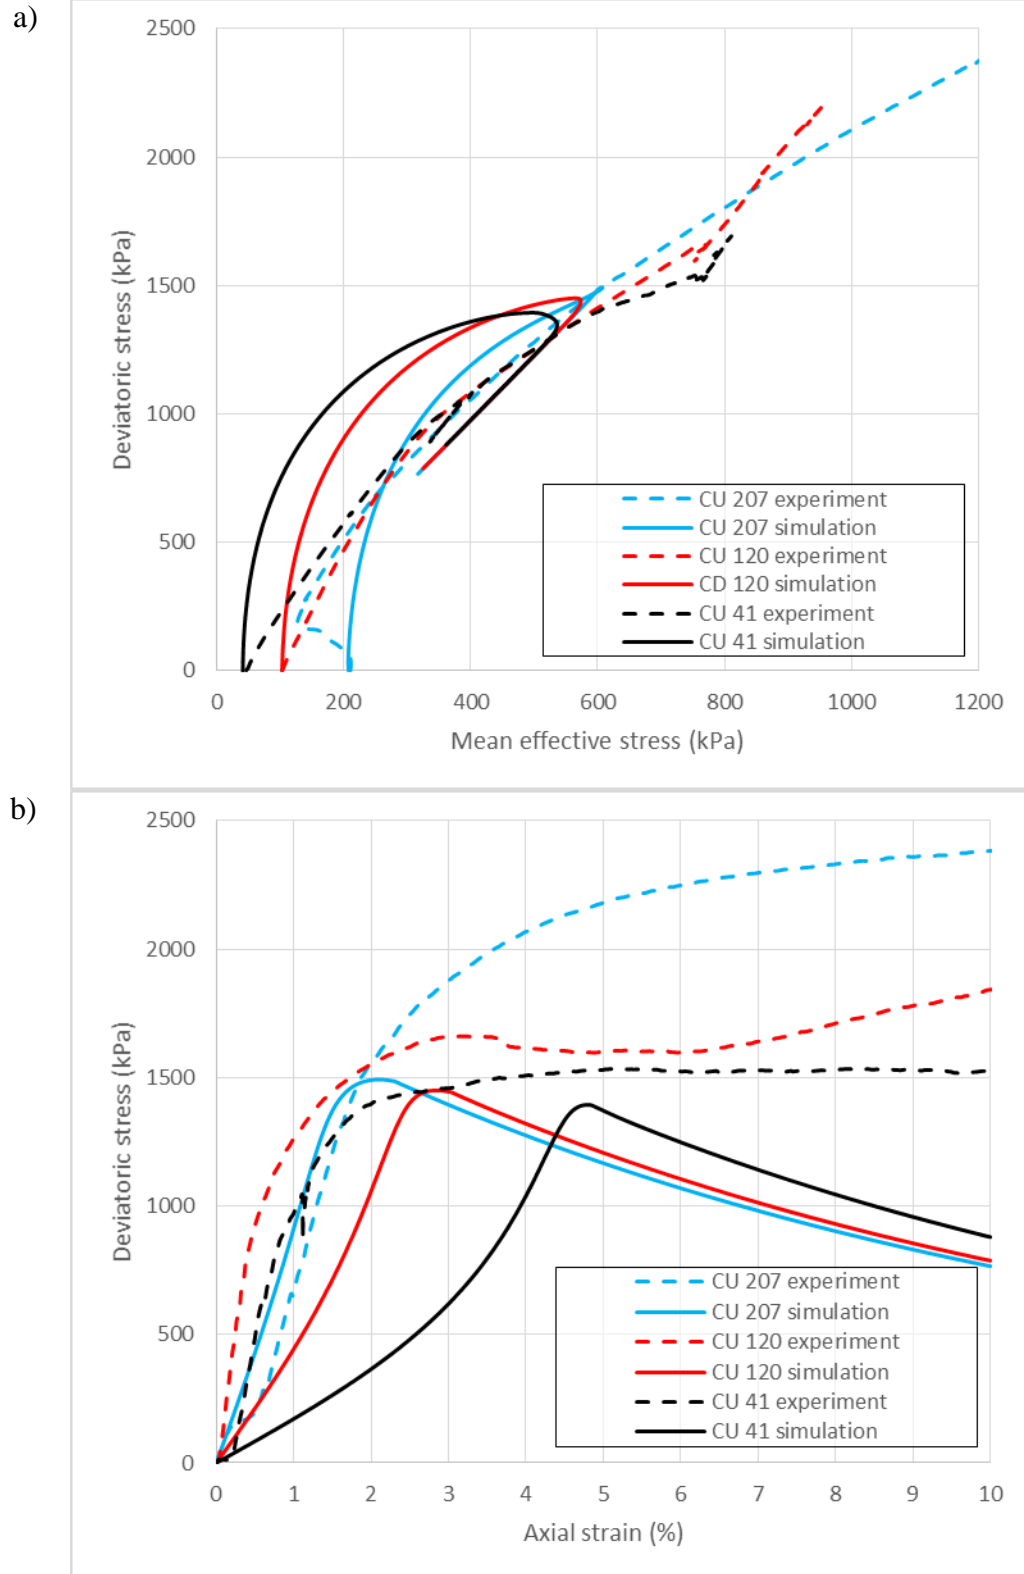 a)
2500
2000
1500
1000
500
0
Deviatoric stress (kPa)
0 200 400 600 800 1000 1200
Mean effective stress (kPa)
CU 207 experiment
CU 207 simulation
CU 120 experiment
CD 120 simulation
CU 41 experiment
CU 41 simulation
b)
2500
2000
1500
1000
500
0
Deviatoric stress (kPa)
0 1 2 3 4 5 6 7 8 9 10
Axial strain (%)
CU 207 experiment
CU 207 simulation
CU 120 experiment
CU 120 simulation
CU 41 experiment
CU 41 simulation